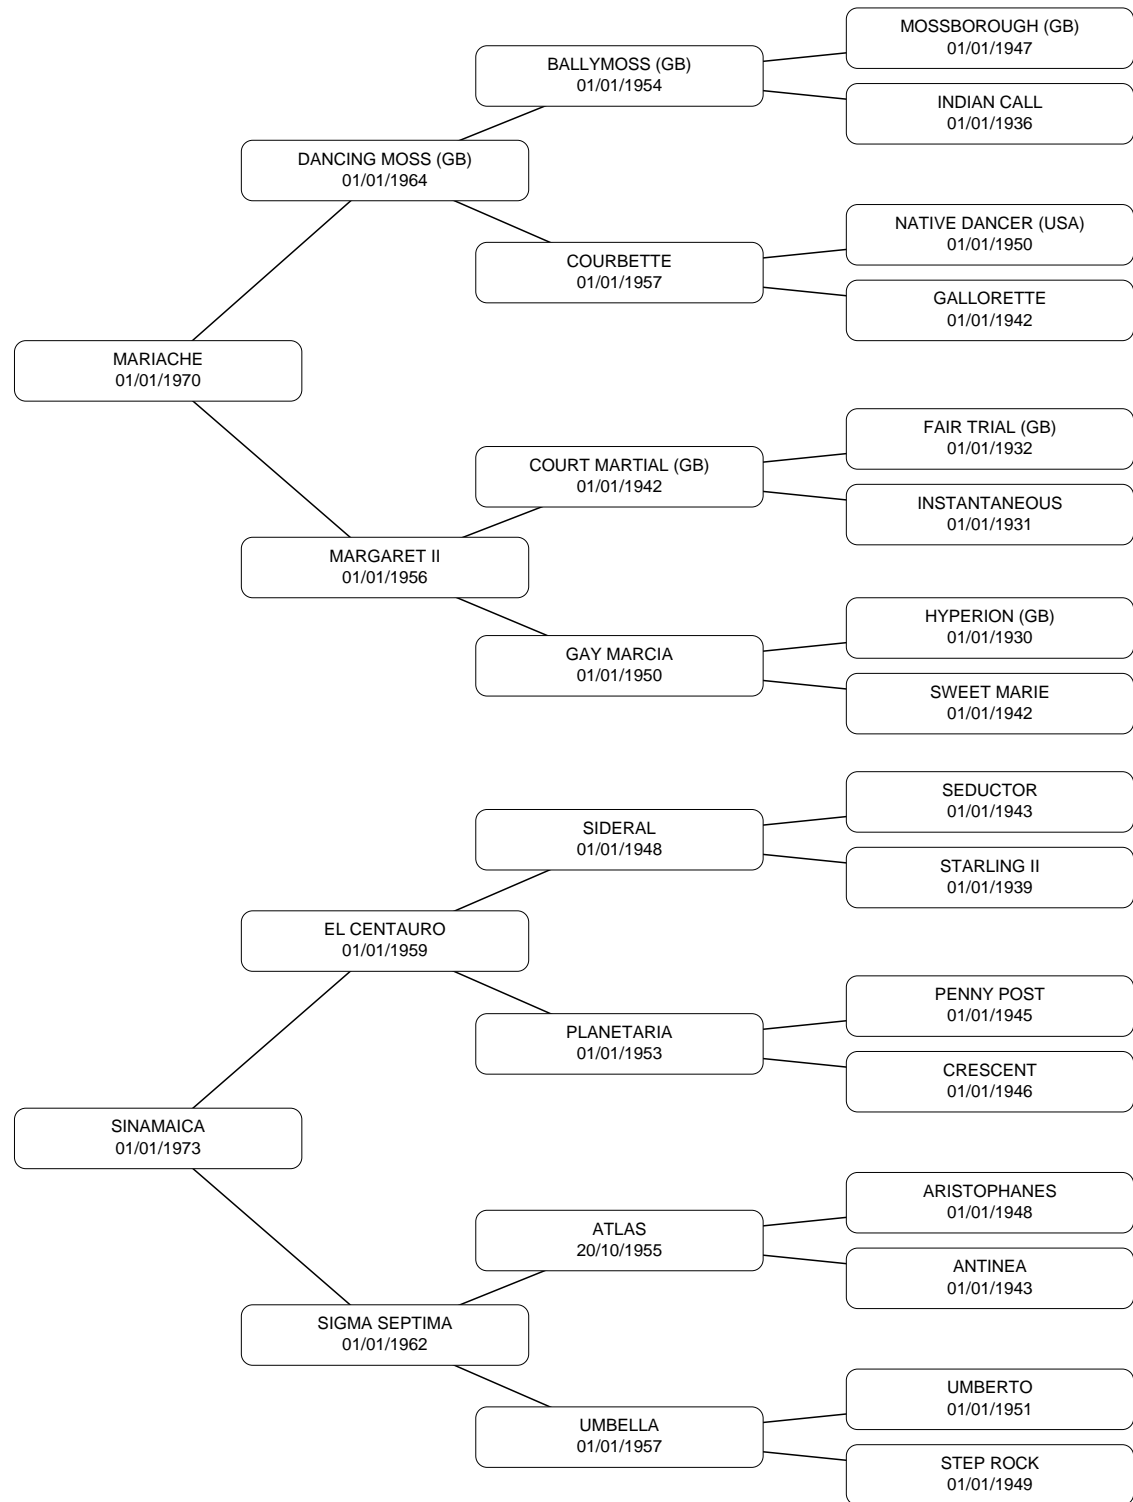 MOSSBOROUGH (GB)
01/01/1947
BALLYMOSS (GB)
01/01/1954
INDIAN CALL
01/01/1936
DANCING MOSS (GB)
01/01/1964
NATIVE DANCER (USA)
01/01/1950
COURBETTE
01/01/1957
GALLORETTE
01/01/1942
MARIACHE
01/01/1970
FAIR TRIAL (GB)
01/01/1932
COURT MARTIAL (GB)
01/01/1942
INSTANTANEOUS
01/01/1931
MARGARET II
01/01/1956
HYPERION (GB)
01/01/1930
GAY MARCIA
01/01/1950
SWEET MARIE
01/01/1942
SEDUCTOR
01/01/1943
SIDERAL
01/01/1948
STARLING II
01/01/1939
EL CENTAURO
01/01/1959
PENNY POST
01/01/1945
PLANETARIA
01/01/1953
CRESCENT
01/01/1946
SINAMAICA
01/01/1973
ARISTOPHANES
01/01/1948
ATLAS
20/10/1955
ANTINEA
01/01/1943
SIGMA SEPTIMA
01/01/1962
UMBERTO
01/01/1951
UMBELLA
01/01/1957
STEP ROCK
01/01/1949